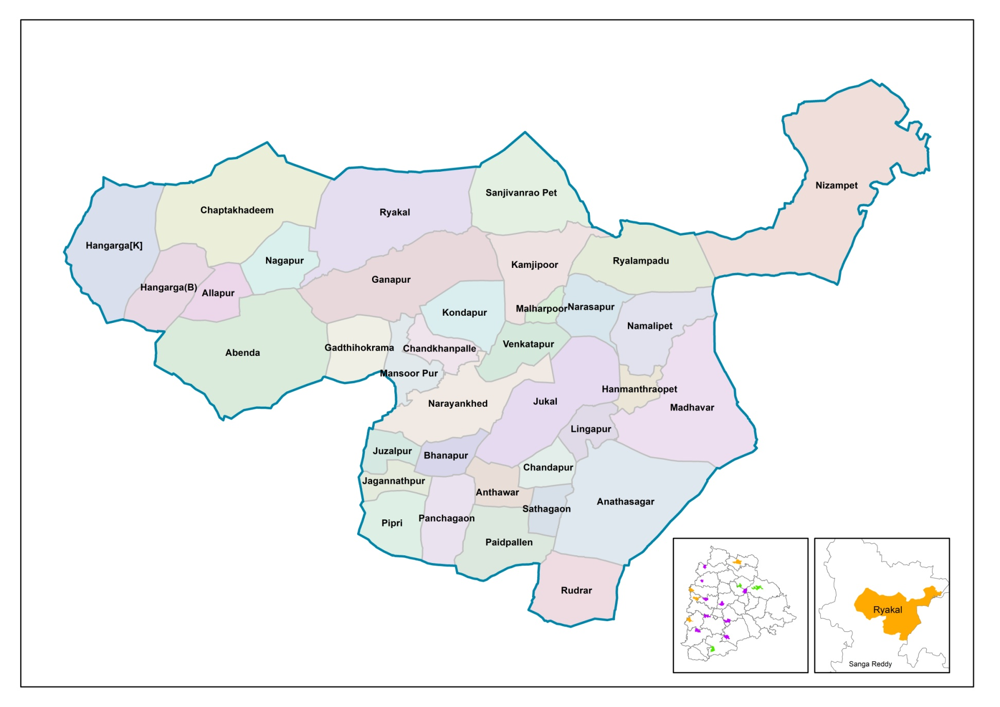 Nizampet
Sanjivanrao Pet
Chaptakhadeem
Ryakal
Hangarga[K]
Nagapur
Ryalampadu
Kamjipoor
Ganapur
Hangarga(B)
Allapur
Malharpoor
Narasapur
Kondapur
Namalipet
Venkatapur
Gadthihokrama
Chandkhanpalle
Abenda
Mansoor Pur
Hanmanthraopet
Jukal
Narayankhed
Madhavar
Lingapur
Juzalpur
Bhanapur
Chandapur
Jagannathpur
Anthawar
Anathasagar
Sathagaon
Panchagaon
Pipri
Paidpallen
Rudrar
Ryakal
Sanga Reddy